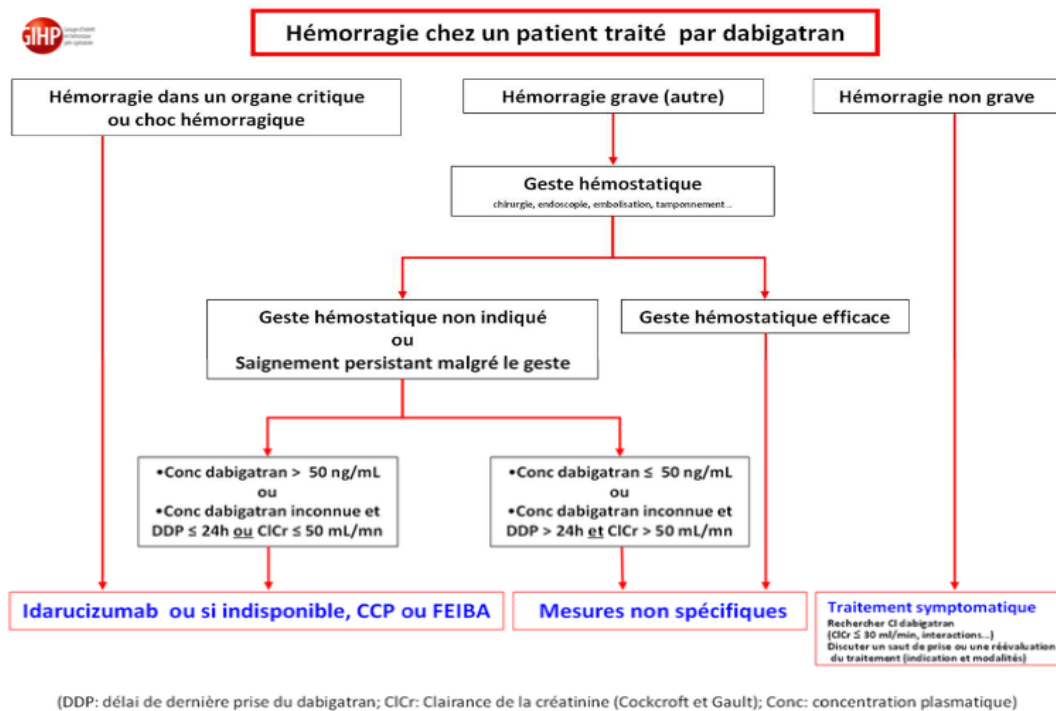 GIHP
Groupe d'intérêt
en hémostase
péri-opératoire
Hémorragie chez un patient traité par dabigatran
Hémorragie dans un organe critique
ou choc hémorragique
Hémorragie grave (autre)
Hémorragie non grave
Geste hémostatique
chirurgie, endoscopie, embolisation, tamponnement...
Geste hémostatique non indiqué
ou
Saignement persistant malgré le geste
Geste hémostatique efficace
•Conc dabigatran > 50 ng/mL
ou
•Conc dabigatran inconnue et
DDP ≤ 24h ou ClCr ≤ 50 mL/mn
•Conc dabigatran ≤ 50 ng/mL
ou
•Conc dabigatran inconnue et
DDP > 24h et ClCr > 50 mL/mn
Idarucizumab ou si indisponible, CCP ou FEIBA
Mesures non spécifiques
Traitement symptomatique
Rechercher CI dabigatran
(ClCr ≤ 30 ml/min, interactions...)
Discuter un saut de prise ou une réévaluation
du traitement (indication et modalités)
(DDP: délai de dernière prise du dabigatran; ClCr: Clairance de la créatinine (Cockcroft et Gault); Conc: concentration plasmatique)